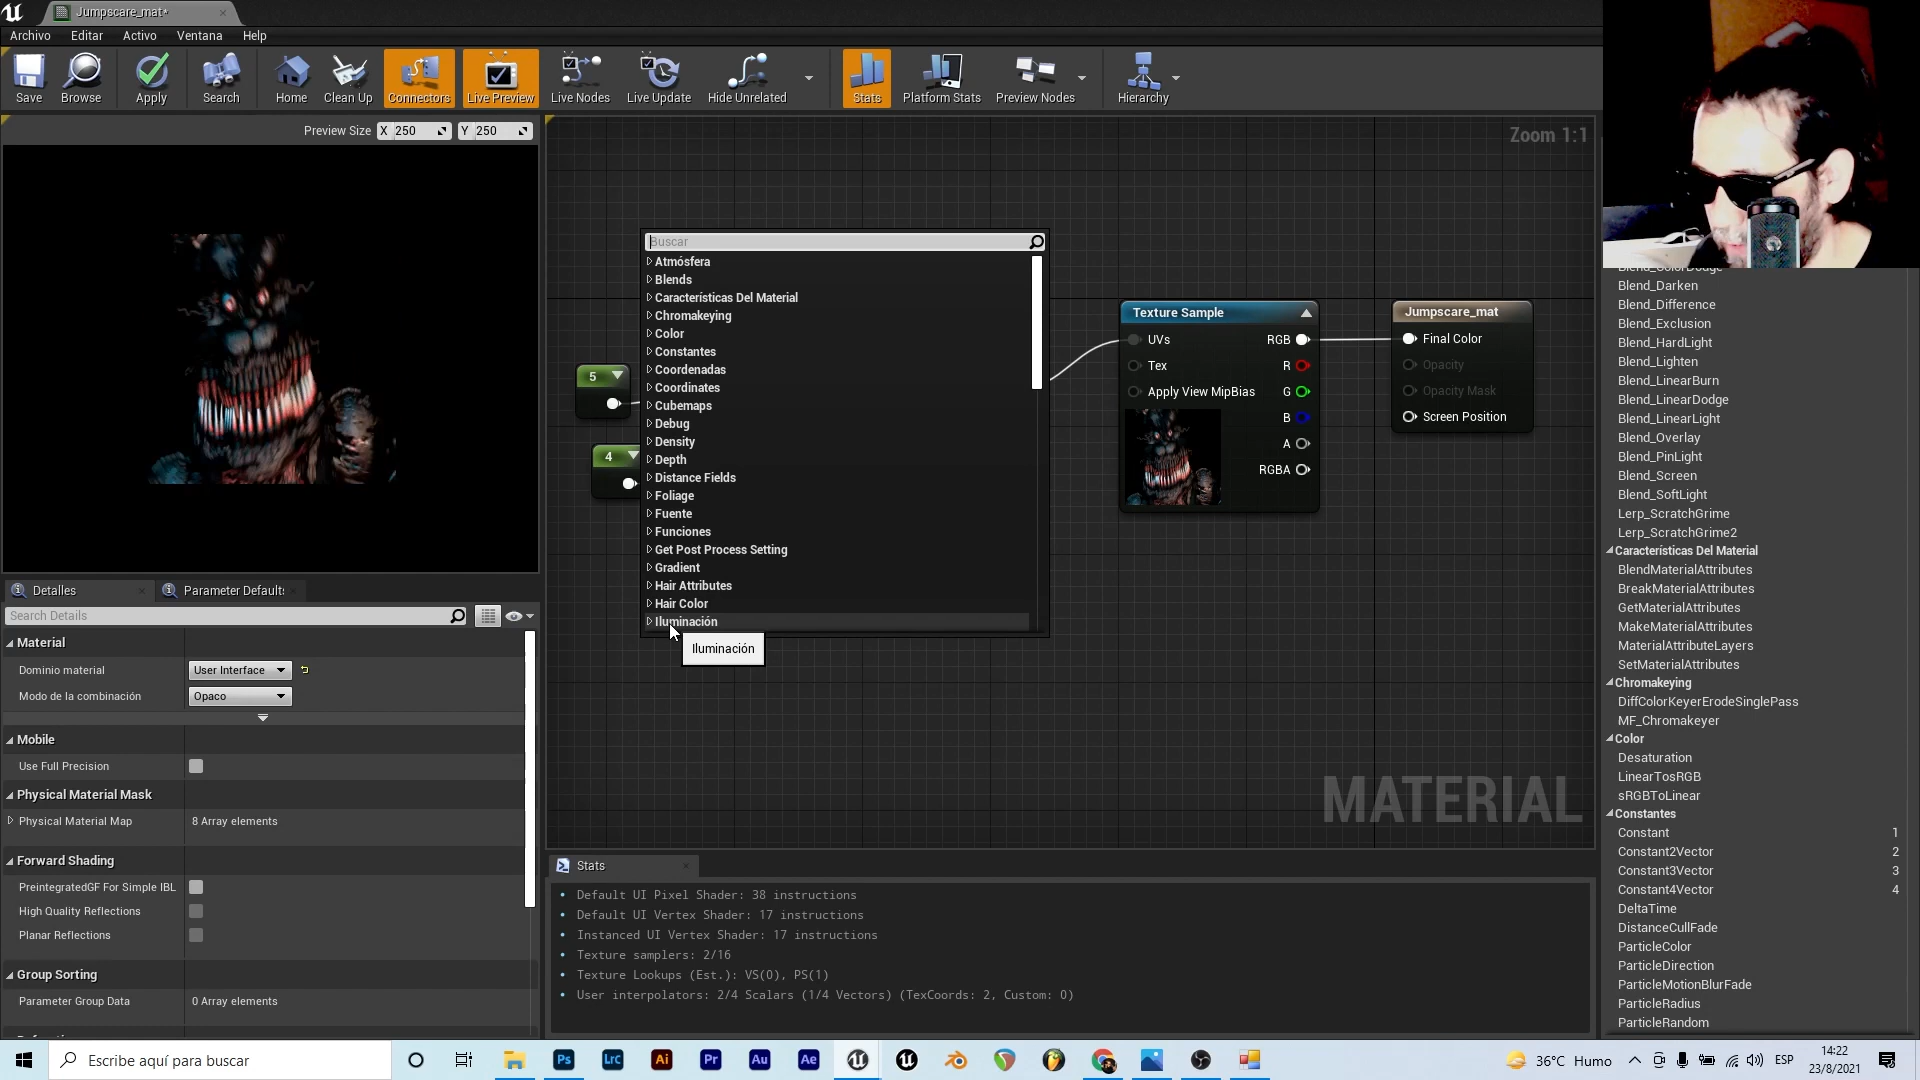 Jumpscare_mat*
Archivo Editar Activo Ventana Help
Save Browse Apply Search Home Clean Up Connectors Live Preview Live Nodes Live Update Hide Unrelated Stats Platform Stats Preview Nodes Hierarchy
Preview Size X 250 Y 250
Zoom 1:1
Buscar
Atmósfera
Blends
Características Del Material
Chromakeying
Color
Constantes
Coordenadas
Coordinates
Cubemaps
Debug
Density
Depth
Distance Fields
Foliage
Fuente
Funciones
Get Post Process Setting
Gradient
Hair Attributes
Hair Color
Iluminación
Iluminación
5
4
Texture Sample
UVs RGB
Tex R
Apply View MipBias G
B
A
RGBA
Jumpscare_mat
Final Color
Opacity
Opacity Mask
Screen Position
MATERIAL
Detalles Parameter Defaults
Search Details
Material
Dominio material User Interface
Modo de la combinación Opaco
Mobile
Use Full Precision
Physical Material Mask
Physical Material Map 8 Array elements
Forward Shading
PreintegratedGF For Simple IBL
High Quality Reflections
Planar Reflections
Group Sorting
Parameter Group Data 0 Array elements
Stats
Default UI Pixel Shader: 38 instructions
Default UI Vertex Shader: 17 instructions
Instanced UI Vertex Shader: 17 instructions
Texture samplers: 2/16
Texture Lookups (Est.): VS(0), PS(1)
User interpolators: 2/4 Scalars (1/4 Vectors) (TexCoords: 2, Custom: 0)
Blend_ColorDodge
Blend_Darken
Blend_Difference
Blend_Exclusion
Blend_HardLight
Blend_Lighten
Blend_LinearBurn
Blend_LinearDodge
Blend_LinearLight
Blend_Overlay
Blend_PinLight
Blend_Screen
Blend_SoftLight
Lerp_ScratchGrime
Lerp_ScratchGrime2
Características Del Material
BlendMaterialAttributes
BreakMaterialAttributes
GetMaterialAttributes
MakeMaterialAttributes
MaterialAttributeLayers
SetMaterialAttributes
Chromakeying
DiffColorKeyerErodeSinglePass
MF_Chromakeyer
Color
Desaturation
LinearTosRGB
sRGBToLinear
Constantes
Constant 1
Constant2Vector 2
Constant3Vector 3
Constant4Vector 4
DeltaTime
DistanceCullFade
ParticleColor
ParticleDirection
ParticleMotionBlurFade
ParticleRadius
ParticleRandom
Escribe aquí para buscar
Ps Lrc Ai Pr Au Ae
36°C Humo
ESP
14:22
23/8/2021